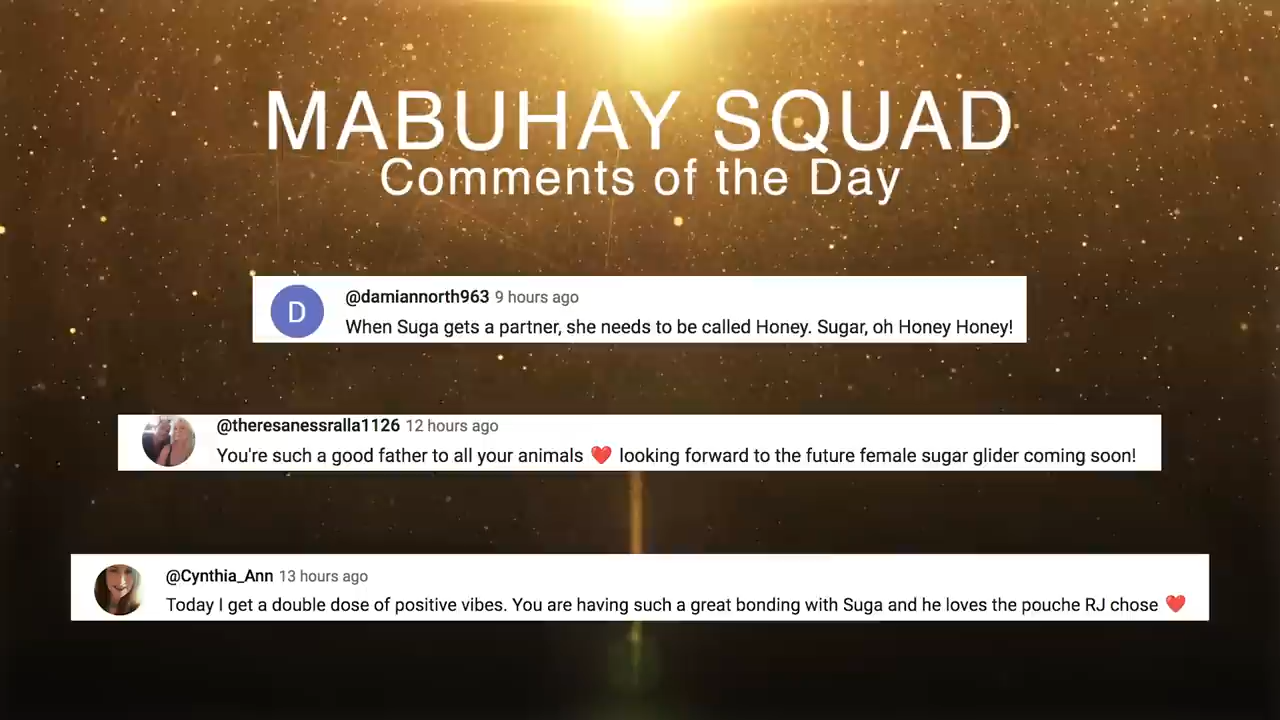 MABUHAY SQUAD
Comments of the Day
D
@damiannorth963 9 hours ago
When Suga gets a partner, she needs to be called Honey. Sugar, oh Honey Honey!
@theresanessralla1126 12 hours ago
You're such a good father to all your animals ❤️ looking forward to the future female sugar glider coming soon!
@Cynthia_Ann 13 hours ago
Today I get a double dose of positive vibes. You are having such a great bonding with Suga and he loves the pouche RJ chose ❤️